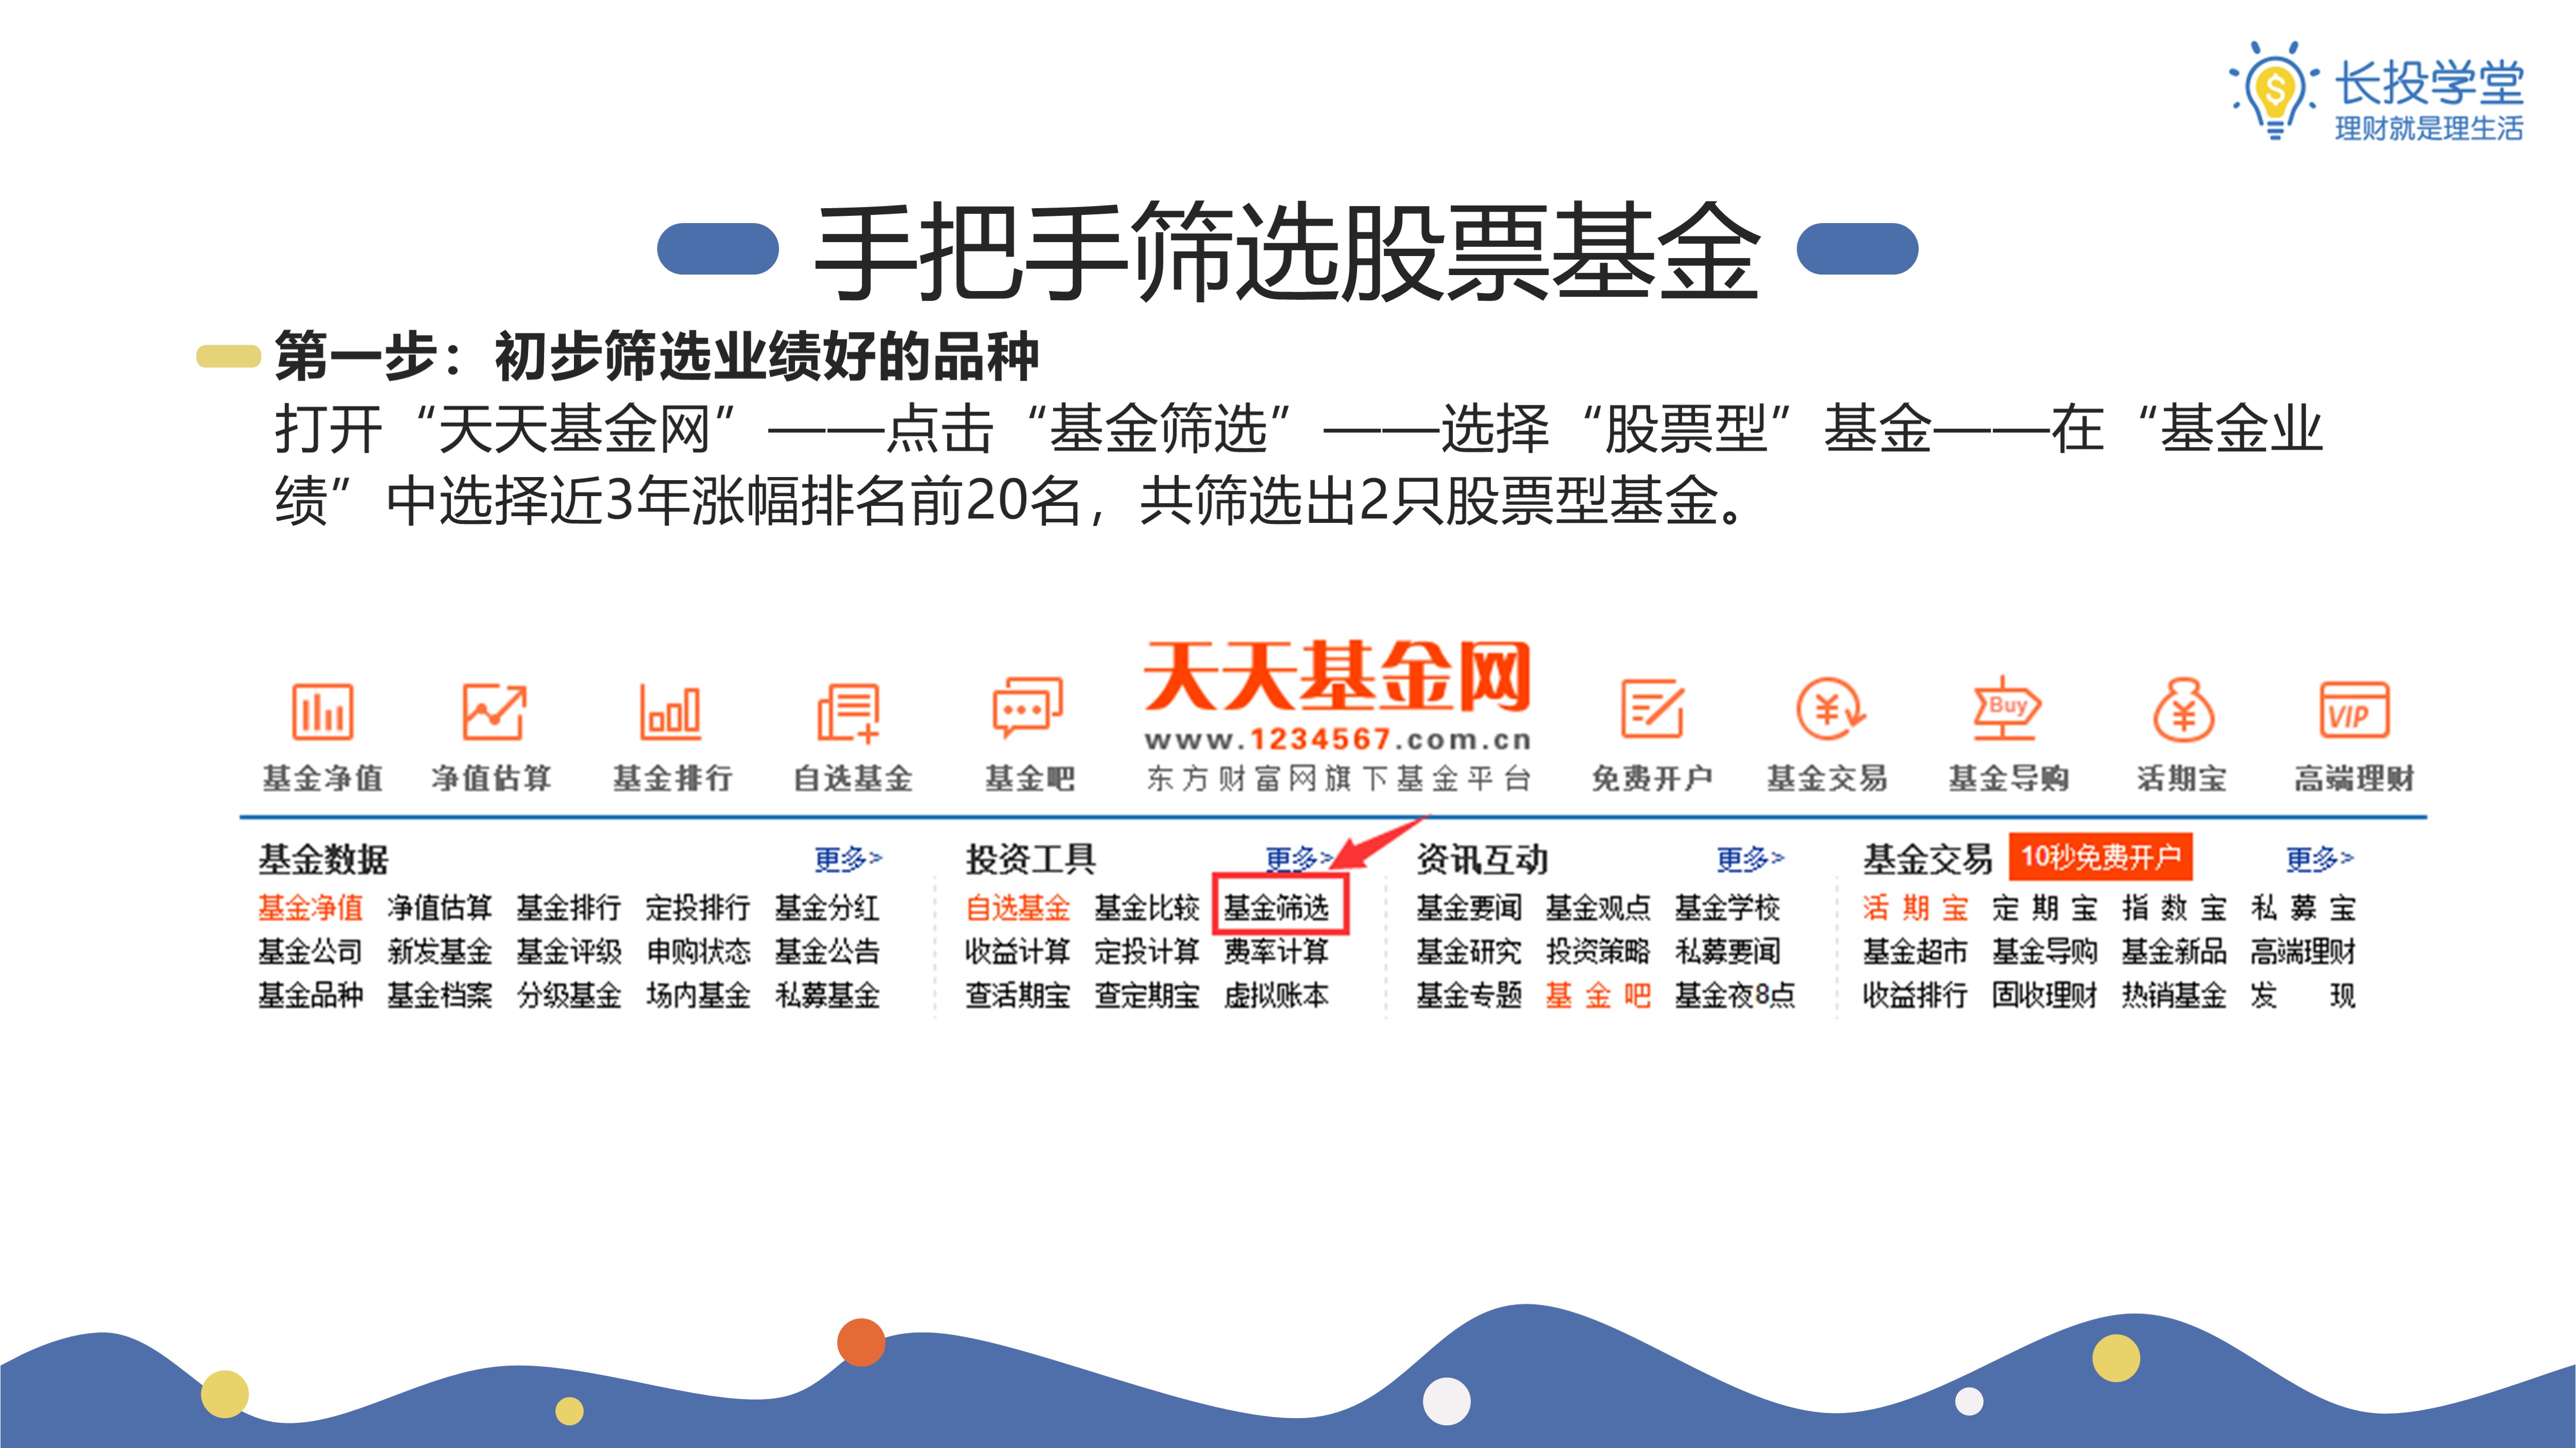 长投学堂
理财就是理生活
手把手筛选股票基金
第一步：初步筛选业绩好的品种
打开“天天基金网”——点击“基金筛选”——选择“股票型”基金——在“基金业
绩”中选择近3年涨幅排名前20名，共筛选出2只股票型基金。
天天基金网
www.1234567.com.cn
东方财富网旗下基金平台
Buy
VIP
基金净值 净值估算 基金排行 自选基金 基金吧 免费开户 基金交易 基金导购 活期宝 高端理财
基金数据 更多>
基金净值 净值估算 基金排行 定投排行 基金分红
基金公司 新发基金 基金评级 申购状态 基金公告
基金品种 基金档案 分级基金 场内基金 私募基金
投资工具 更多>
自选基金 基金比较 基金筛选
收益计算 定投计算 费率计算
查活期宝 查定期宝 虚拟账本
资讯互动 更多>
基金要闻 基金观点 基金学校
基金研究 投资策略 私募要闻
基金专题 基金吧 基金夜8点
基金交易 10秒免费开户 更多>
活期宝 定期宝 指数宝 私募宝
基金超市 基金导购 基金新品 高端理财
收益排行 固收理财 热销基金 发现